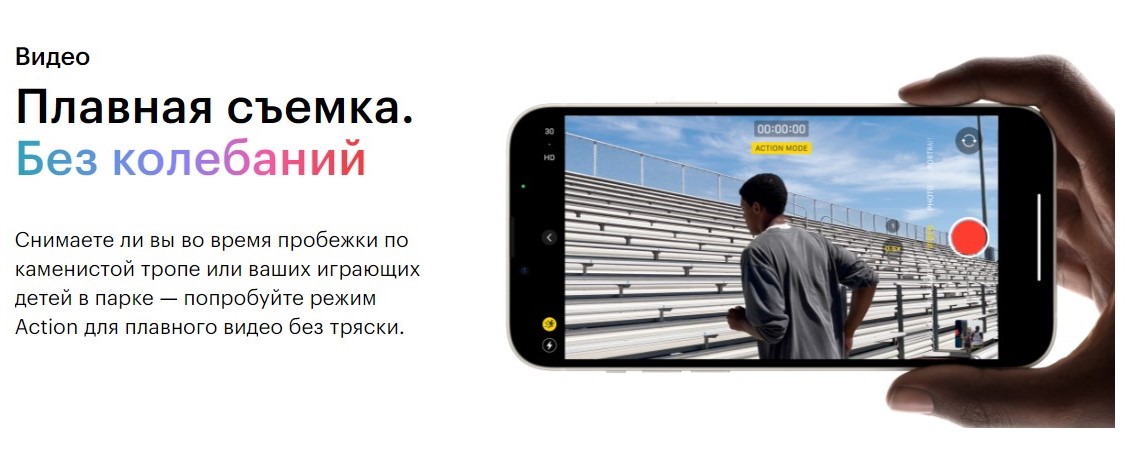 Видео
Плавная съемка.
Без колебаний
Снимаете ли вы во время пробежки по
каменистой тропе или ваших играющих
детей в парке — попробуйте режим
Action для плавного видео без тряски.
30
HD
00:00:00
ACTION MODE